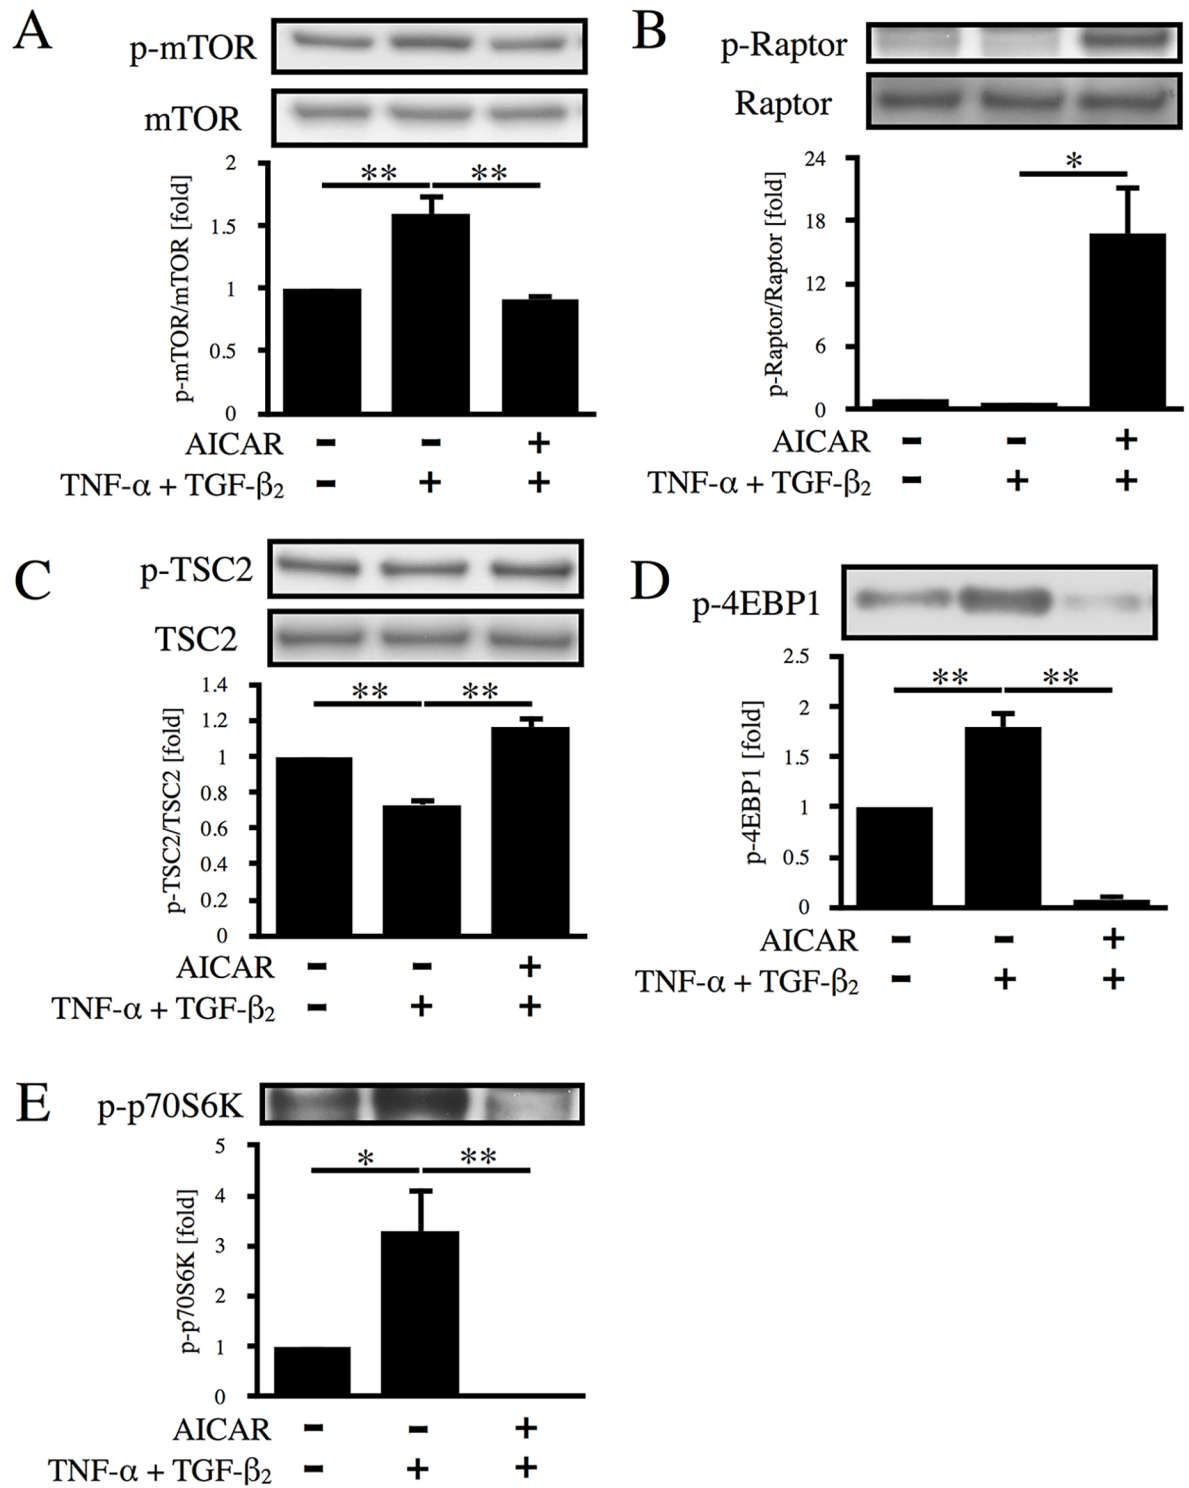 A
p-mTOR
mTOR
p-mTOR/mTOR [fold]
2
1.5
1
0.5
0
** **
AICAR - - +
TNF-α + TGF-β₂ - + +
B
p-Raptor
Raptor
p-Raptor/Raptor [fold]
24
18
12
6
0
*
AICAR - - +
TNF-α + TGF-β₂ - + +
C
p-TSC2
TSC2
p-TSC2/TSC2 [fold]
1.4
1.2
1
0.8
0.6
0.4
0.2
0
** **
AICAR - - +
TNF-α + TGF-β₂ - + +
D
p-4EBP1
p-4EBP1 [fold]
2.5
2
1.5
1
0.5
0
** **
AICAR - - +
TNF-α + TGF-β₂ - + +
E
p-p70S6K
p-p70S6K [fold]
5
4
3
2
1
0
* **
AICAR - - +
TNF-α + TGF-β₂ - + +